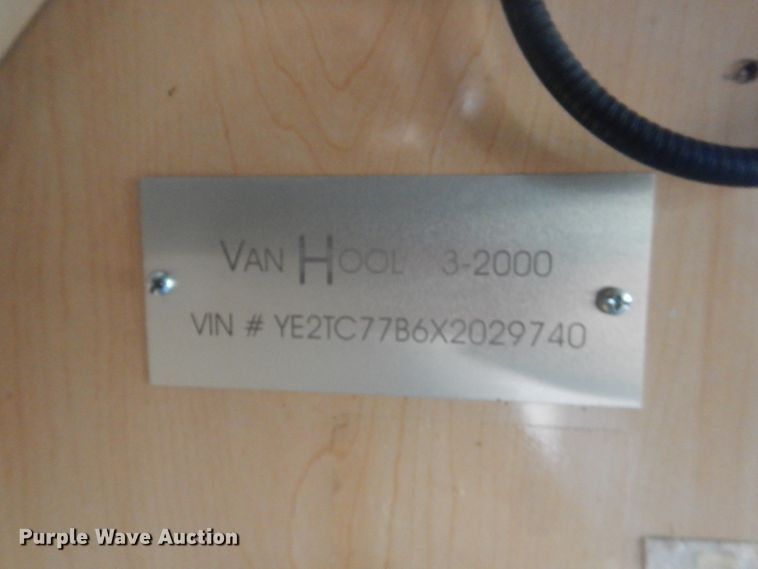 VAN HOOL 3-2000
VIN # YE2TC77B6X2029740
Purple Wave Auction